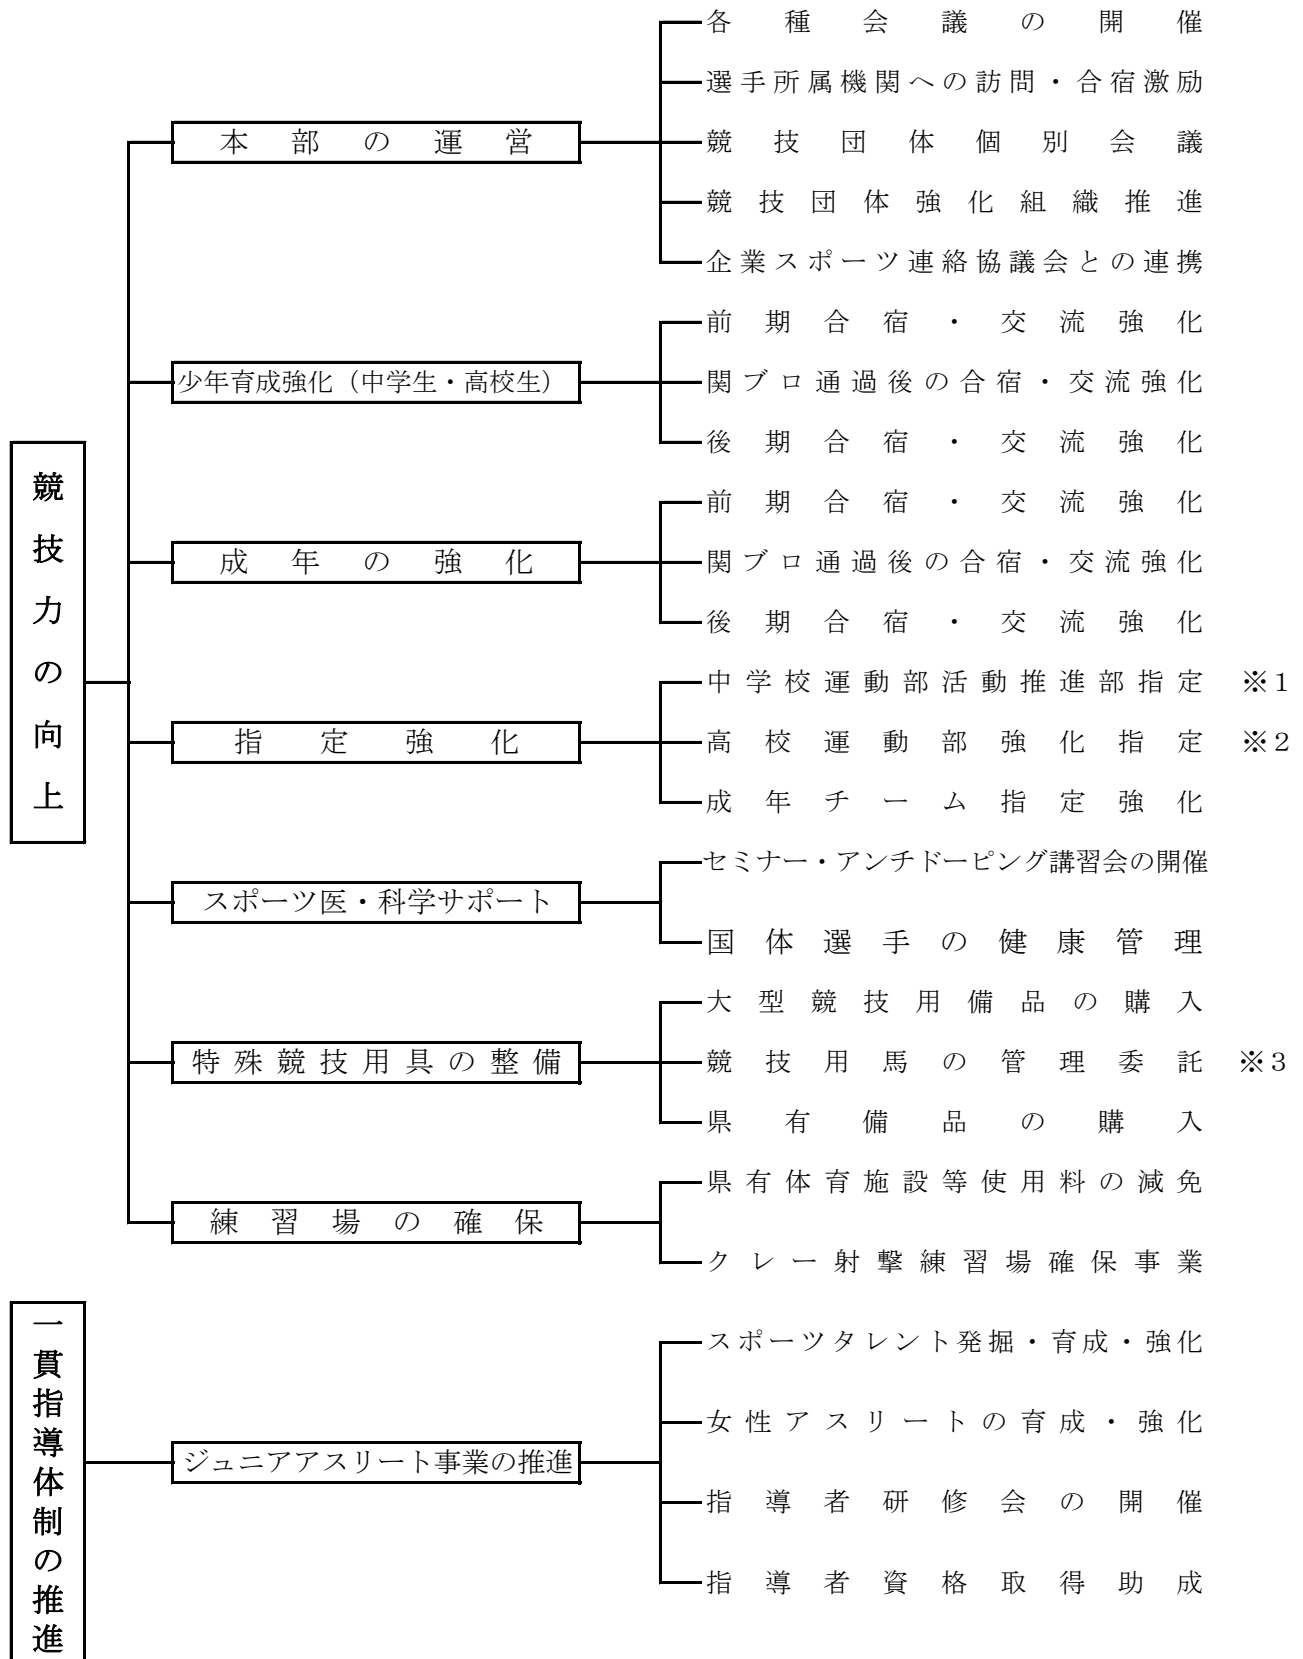 競技力の向上
本部の運営
各種会議の開催
選手所属機関への訪問・合宿激励
競技団体個別会議
競技団体強化組織推進
企業スポーツ連絡協議会との連携
少年育成強化（中学生・高校生）
前期合宿・交流強化
関ブロ通過後の合宿・交流強化
後期合宿・交流強化
成年の強化
前期合宿・交流強化
関ブロ通過後の合宿・交流強化
後期合宿・交流強化
指定強化
中学校運動部活動推進部指定 ※1
高校運動部強化指定 ※2
成年チーム指定強化
スポーツ医・科学サポート
セミナー・アンチドーピング講習会の開催
国体選手の健康管理
特殊競技用具の整備
大型競技用備品の購入
競技用馬の管理委託 ※3
県有備品の購入
練習場の確保
県有体育施設等使用料の減免
クレー射撃練習場確保事業
一貫指導体制の推進
ジュニアアスリート事業の推進
スポーツタレント発掘・育成・強化
女性アスリートの育成・強化
指導者研修会の開催
指導者資格取得助成